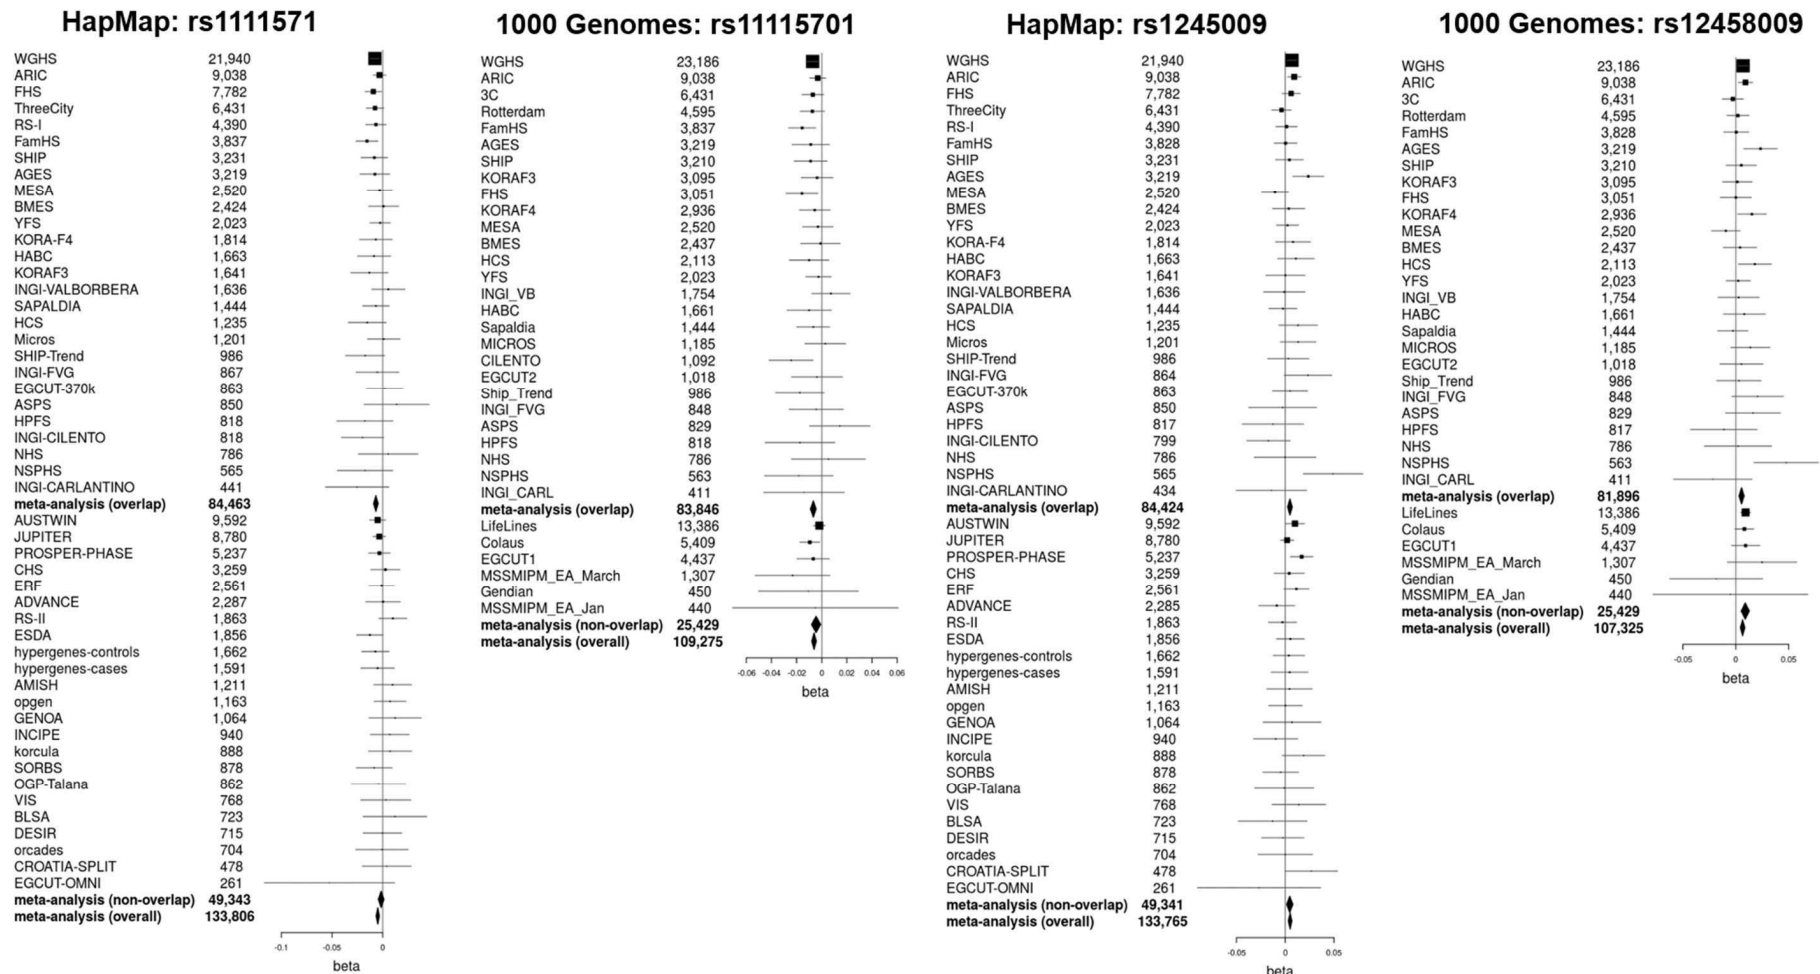 HapMap: rs1111571
WGHS 21,940
ARIC 9,038
FHS 7,782
ThreeCity 6,431
RS-I 4,390
FamHS 3,837
SHIP 3,231
AGES 3,219
MESA 2,520
BMES 2,424
YFS 2,023
KORA-F4 1,814
HABC 1,663
KORAF3 1,641
INGI-VALBORBERA 1,636
SAPALDIA 1,444
HCS 1,235
Micros 1,201
SHIP-Trend 986
INGI-FVG 867
EGCUT-370k 863
ASPS 850
HPFS 818
INGI-CILENTO 818
NHS 786
NSPHS 565
INGI-CARLANTINO 441
meta-analysis (overlap) 84,463
AUSTWIN 9,592
JUPITER 8,780
PROSPER-PHASE 5,237
CHS 3,259
ERF 2,561
ADVANCE 2,287
RS-II 1,863
ESDA 1,856
hypergenes-controls 1,662
hypergenes-cases 1,591
AMISH 1,211
opgen 1,163
GENOA 1,064
INCIPE 940
korcula 888
SORBS 878
OGP-Talana 862
VIS 768
BLSA 723
DESIR 715
orcades 704
CROATIA-SPLIT 478
EGCUT-OMNI 261
meta-analysis (non-overlap) 49,343
meta-analysis (overall) 133,806
-0.1 -0.05 0
beta
1000 Genomes: rs11115701
WGHS 23,186
ARIC 9,038
3C 6,431
Rotterdam 4,595
FamHS 3,837
AGES 3,219
SHIP 3,210
KORAF3 3,095
FHS 3,051
KORAF4 2,936
MESA 2,520
BMES 2,437
HCS 2,113
YFS 2,023
INGI_VB 1,754
HABC 1,661
Sapaldia 1,444
MICROS 1,185
CILENTO 1,092
EGCUT2 1,018
Ship_Trend 986
INGI_FVG 848
ASPS 829
HPFS 818
NHS 786
NSPHS 563
INGI_CARL 411
meta-analysis (overlap) 83,846
LifeLines 13,386
Colaus 5,409
EGCUT1 4,437
MSSMIPM_EA_March 1,307
Gendian 450
MSSMIPM_EA_Jan 440
meta-analysis (non-overlap) 25,429
meta-analysis (overall) 109,275
-0.06 -0.04 -0.02 0 0.02 0.04 0.06
beta
HapMap: rs1245009
WGHS 21,940
ARIC 9,038
FHS 7,782
ThreeCity 6,431
RS-I 4,390
FamHS 3,828
SHIP 3,231
AGES 3,219
MESA 2,520
BMES 2,424
YFS 2,023
KORA-F4 1,814
HABC 1,663
KORAF3 1,641
INGI-VALBORBERA 1,636
SAPALDIA 1,444
HCS 1,235
Micros 1,201
SHIP-Trend 986
INGI-FVG 864
EGCUT-370k 863
ASPS 850
HPFS 817
INGI-CILENTO 799
NHS 786
NSPHS 565
INGI-CARLANTINO 434
meta-analysis (overlap) 84,424
AUSTWIN 9,592
JUPITER 8,780
PROSPER-PHASE 5,237
CHS 3,259
ERF 2,561
ADVANCE 2,285
RS-II 1,863
ESDA 1,856
hypergenes-controls 1,662
hypergenes-cases 1,591
AMISH 1,211
opgen 1,163
GENOA 1,064
INCIPE 940
korcula 888
SORBS 878
OGP-Talana 862
VIS 768
BLSA 723
DESIR 715
orcades 704
CROATIA-SPLIT 478
EGCUT-OMNI 261
meta-analysis (non-overlap) 49,341
meta-analysis (overall) 133,765
-0.05 0 0.05
beta
1000 Genomes: rs12458009
WGHS 23,186
ARIC 9,038
3C 6,431
Rotterdam 4,595
FamHS 3,828
AGES 3,219
SHIP 3,210
KORAF3 3,095
FHS 3,051
KORAF4 2,936
MESA 2,520
BMES 2,437
HCS 2,113
YFS 2,023
INGI_VB 1,754
HABC 1,661
Sapaldia 1,444
MICROS 1,185
EGCUT2 1,018
Ship_Trend 986
INGI_FVG 848
ASPS 829
HPFS 817
NHS 786
NSPHS 563
INGI_CARL 411
meta-analysis (overlap) 81,896
LifeLines 13,386
Colaus 5,409
EGCUT1 4,437
MSSMIPM_EA_March 1,307
Gendian 450
MSSMIPM_EA_Jan 440
meta-analysis (non-overlap) 25,429
meta-analysis (overall) 107,325
-0.05 0 0.05
beta